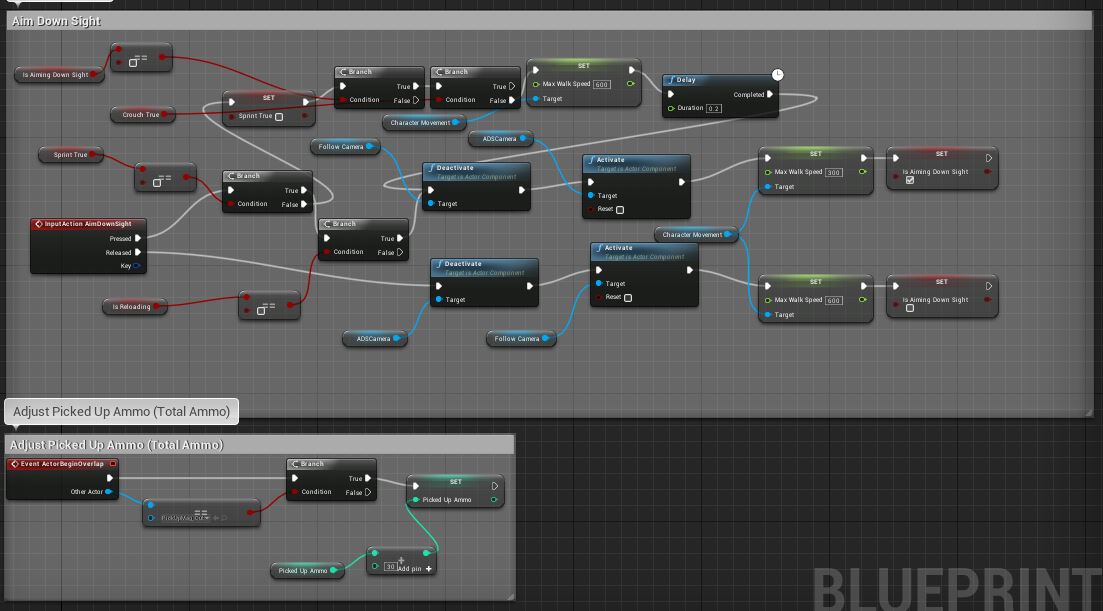 Aim Down Sight
Is Aiming Down Sight
==
Crouch True
SET
Sprint True
Branch
True
Condition
False
Branch
True
Condition
False
SET
Max Walk Speed 600
Target
Character Movement
Delay
Completed
Duration 0.2
Sprint True
==
Branch
True
Condition
False
Follow Camera
ADSCamera
Deactivate
Target is Actor Component
Target
Activate
Target is Actor Component
Target
Reset
SET
Max Walk Speed 300
Target
SET
Is Aiming Down Sight
InputAction AimDownSight
Pressed
Released
Key
Branch
True
Condition
False
Character Movement
Is Reloading
==
Deactivate
Target is Actor Component
Target
Activate
Target is Actor Component
Target
Reset
SET
Max Walk Speed 600
Target
SET
Is Aiming Down Sight
ADSCamera
Follow Camera
Adjust Picked Up Ammo (Total Ammo)
Adjust Picked Up Ammo (Total Ammo)
Event ActorBeginOverlap
Other Actor
==
Branch
True
Condition
False
SET
Picked Up Ammo
Picked Up Ammo
+
30
Add pin +
BLUEPRINT